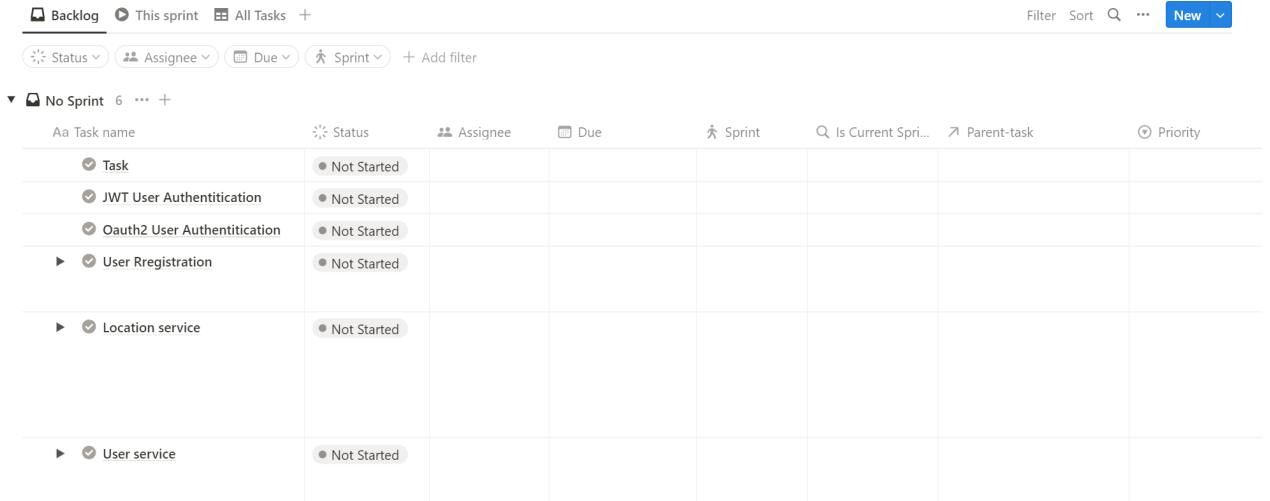 Backlog This sprint All Tasks Filter Sort New
Status Assignee Due Sprint Add filter
No Sprint 6
Aa Task name Status Assignee Due Sprint Is Current Spri... Parent-task Priority
Task Not Started
JWT User Authentitication Not Started
Oauth2 User Authentitication Not Started
User Rregistration Not Started
Location service Not Started
User service Not Started